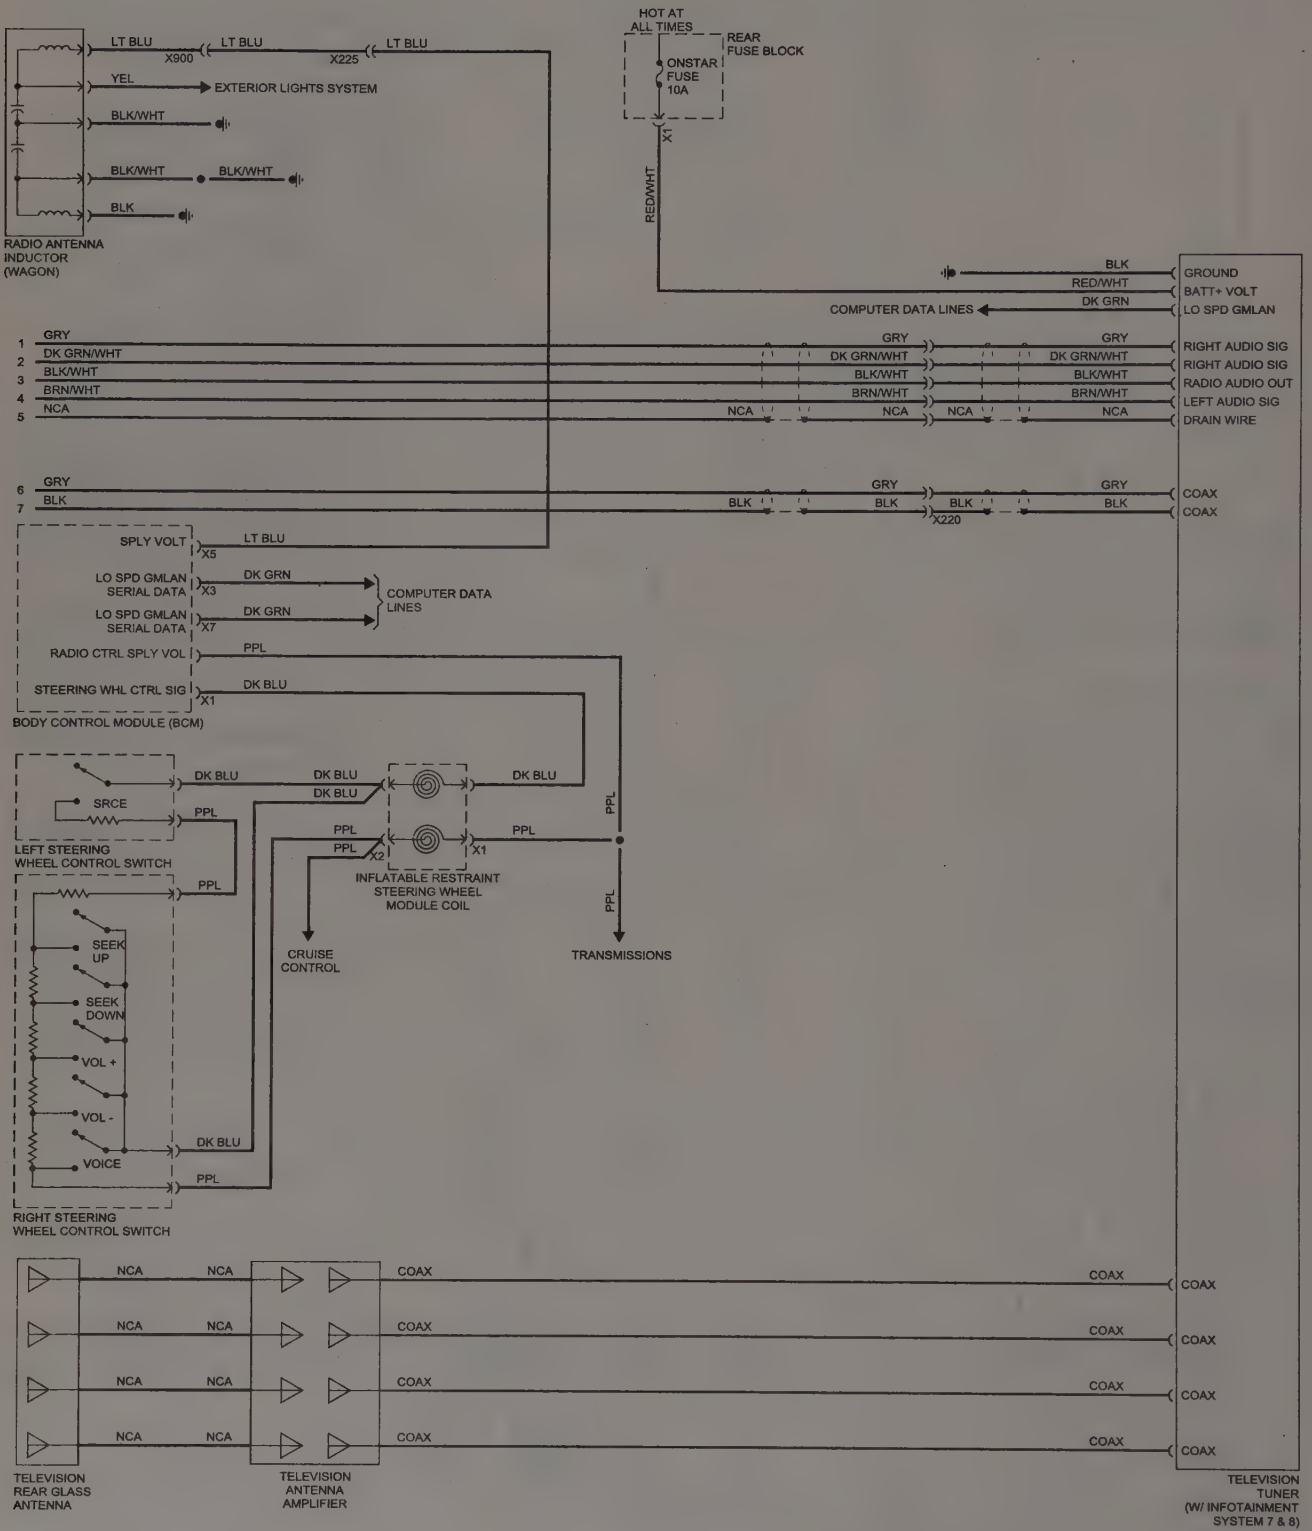 HOT AT
ALL TIMES
REAR
FUSE BLOCK
ONSTAR
FUSE
10A
X1
RED/WHT
LT BLU
X900
LT BLU
X225
LT BLU
YEL
EXTERIOR LIGHTS SYSTEM
BLK/WHT
BLK/WHT
BLK/WHT
BLK
RADIO ANTENNA
INDUCTOR
(WAGON)
BLK
GROUND
RED/WHT
BATT+ VOLT
COMPUTER DATA LINES
DK GRN
LO SPD GMLAN
1 GRY GRY GRY RIGHT AUDIO SIG
2 DK GRN/WHT DK GRN/WHT DK GRN/WHT RIGHT AUDIO SIG
3 BLK/WHT BLK/WHT BLK/WHT RADIO AUDIO OUT
4 BRN/WHT BRN/WHT BRN/WHT LEFT AUDIO SIG
5 NCA NCA NCA NCA NCA DRAIN WIRE
6 GRY GRY GRY COAX
7 BLK BLK BLK BLK BLK COAX
X220
SPLY VOLT
X5
LT BLU
LO SPD GMLAN
SERIAL DATA
X3
DK GRN
COMPUTER DATA
LINES
LO SPD GMLAN
SERIAL DATA
X7
DK GRN
RADIO CTRL SPLY VOL
PPL
STEERING WHL CTRL SIG
X1
DK BLU
BODY CONTROL MODULE (BCM)
DK BLU
DK BLU
DK BLU
DK BLU
SRCE
PPL
LEFT STEERING
WHEEL CONTROL SWITCH
PPL
PPL
X2
X1
PPL
PPL
PPL
INFLATABLE RESTRAINT
STEERING WHEEL
MODULE COIL
PPL
CRUISE
CONTROL
TRANSMISSIONS
SEEK
UP
SEEK
DOWN
VOL +
VOL -
VOICE
DK BLU
PPL
RIGHT STEERING
WHEEL CONTROL SWITCH
NCA NCA COAX COAX COAX
NCA NCA COAX COAX COAX
NCA NCA COAX COAX COAX
NCA NCA COAX COAX COAX
TELEVISION
REAR GLASS
ANTENNA
TELEVISION
ANTENNA
AMPLIFIER
TELEVISION
TUNER
(W/ INFOTAINMENT
SYSTEM 7 & 8)